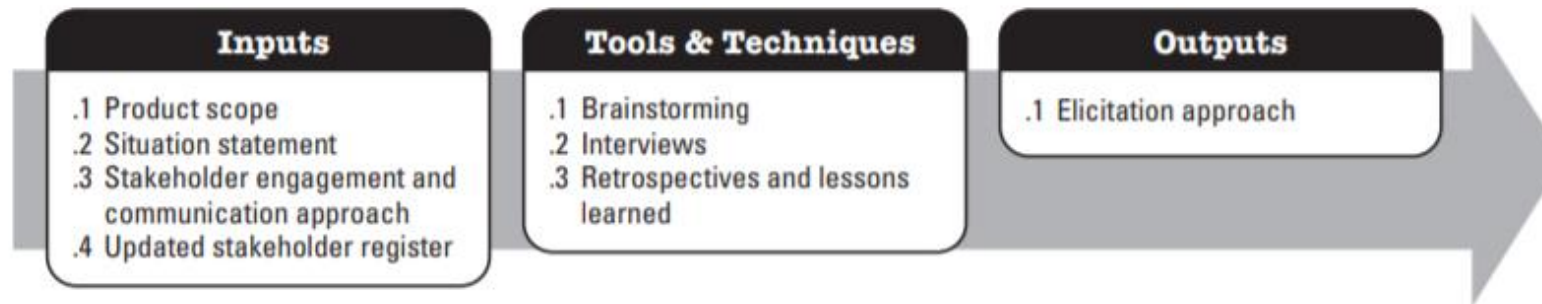 Inputs
.1 Product scope
.2 Situation statement
.3 Stakeholder engagement and
communication approach
.4 Updated stakeholder register
Tools & Techniques
.1 Brainstorming
.2 Interviews
.3 Retrospectives and lessons
learned
Outputs
.1 Elicitation approach